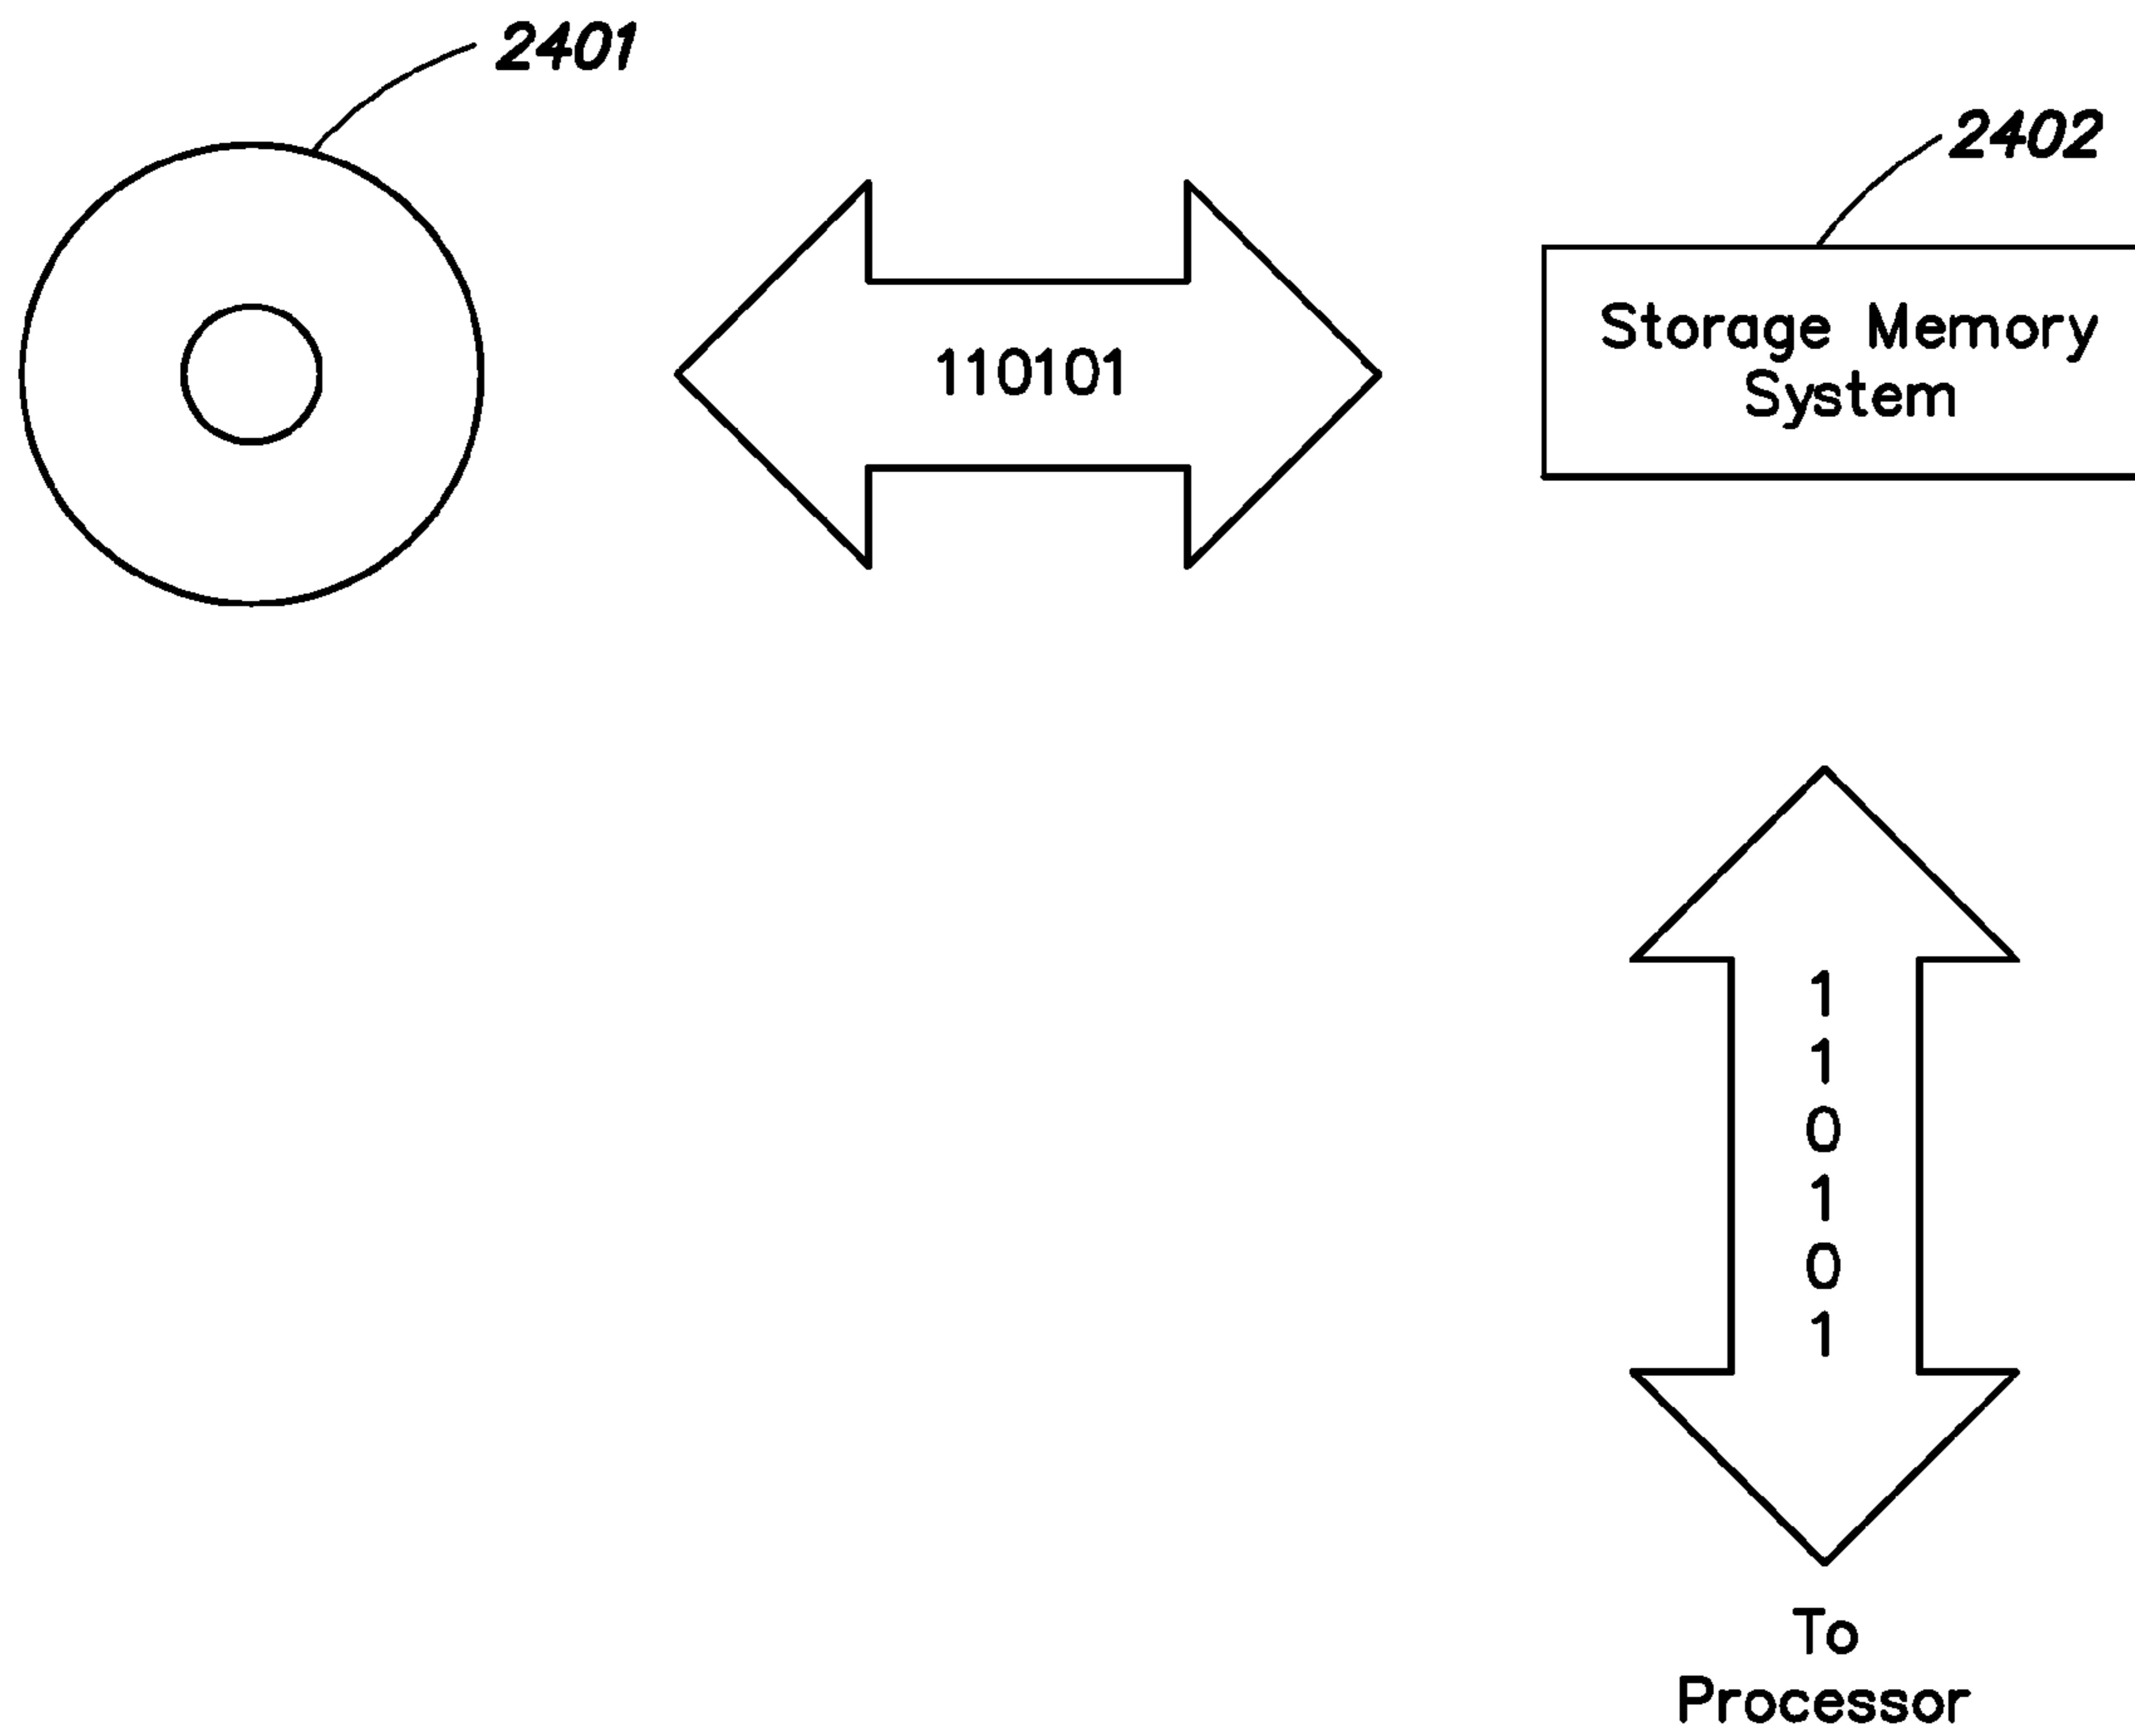 2401
2402
110101
Storage Memory
System
1
1
0
1
0
1
To
Processor